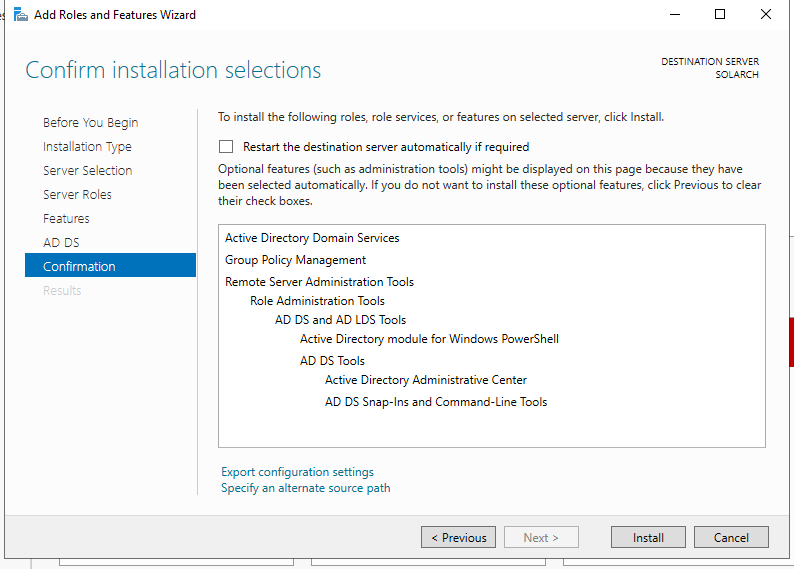 Add Roles and Features Wizard
Confirm installation selections
DESTINATION SERVER
SOLARCH
Before You Begin
Installation Type
Server Selection
Server Roles
Features
AD DS
Confirmation
Results
To install the following roles, role services, or features on selected server, click Install.
Restart the destination server automatically if required
Optional features (such as administration tools) might be displayed on this page because they have
been selected automatically. If you do not want to install these optional features, click Previous to clear
their check boxes.
Active Directory Domain Services
Group Policy Management
Remote Server Administration Tools
Role Administration Tools
AD DS and AD LDS Tools
Active Directory module for Windows PowerShell
AD DS Tools
Active Directory Administrative Center
AD DS Snap-Ins and Command-Line Tools
Export configuration settings
Specify an alternate source path
< Previous
Next >
Install
Cancel